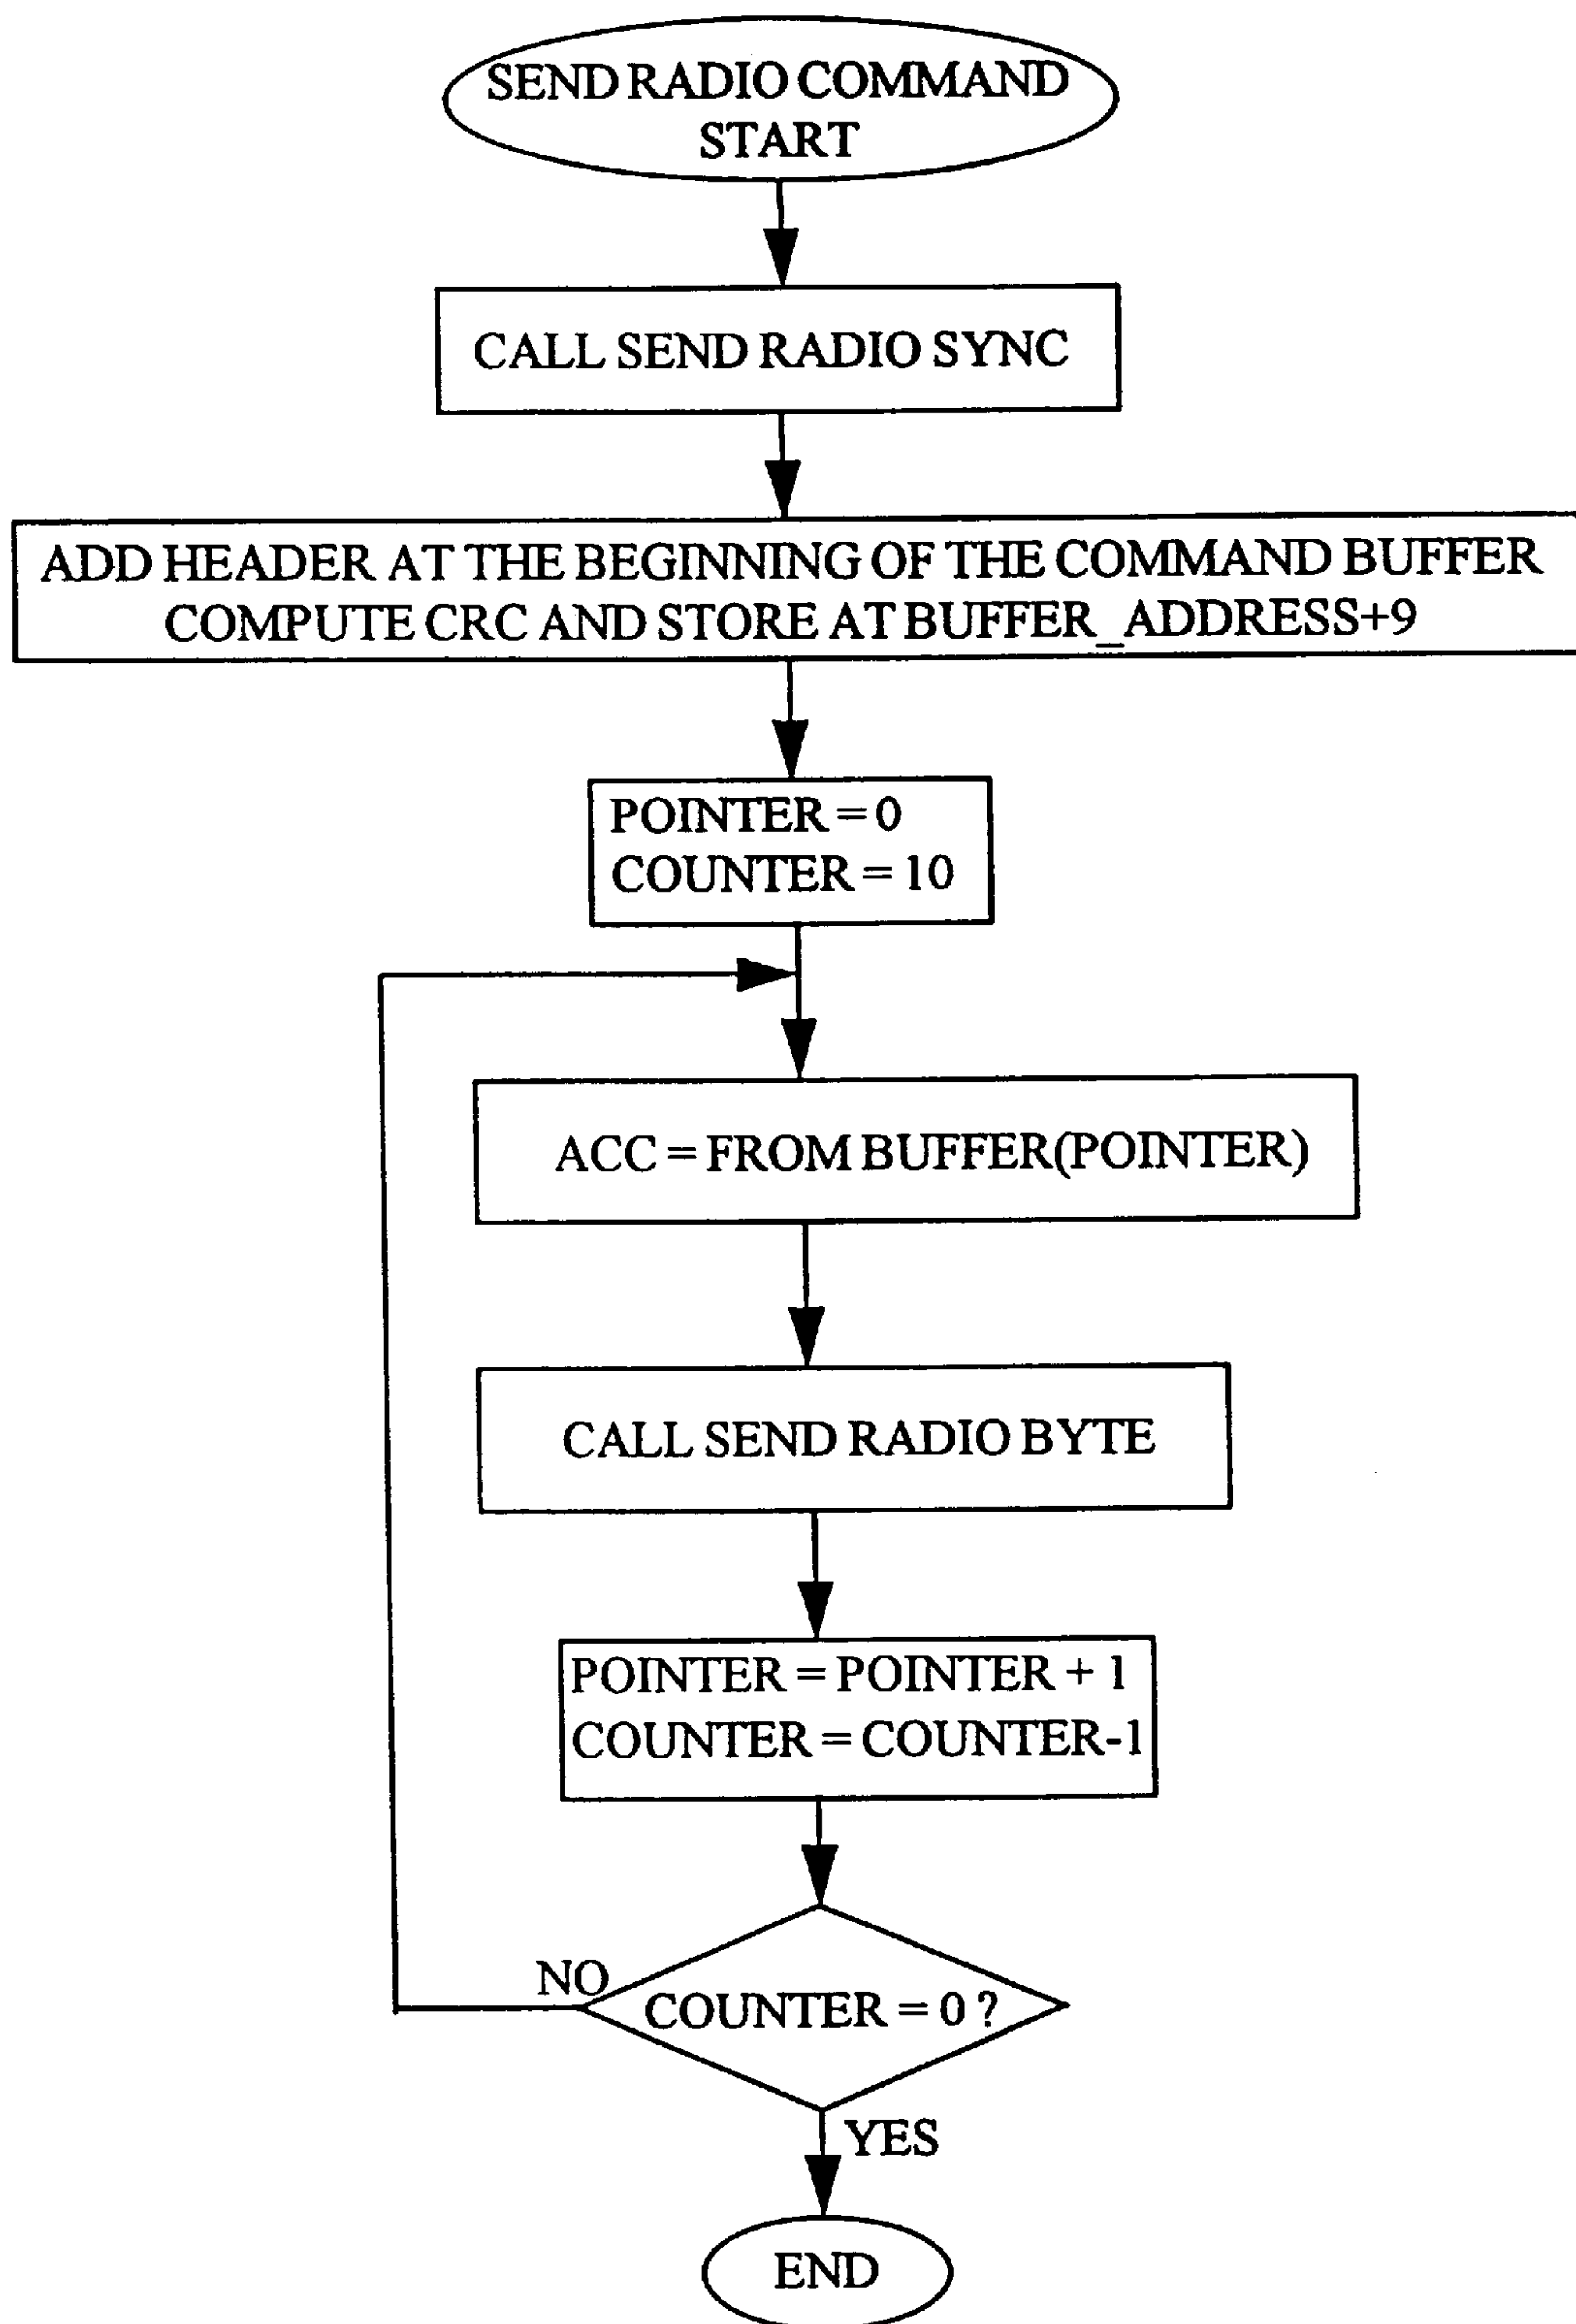 SEND RADIO COMMAND
START
CALL SEND RADIO SYNC
ADD HEADER AT THE BEGINNING OF THE COMMAND BUFFER
COMPUTE CRC AND STORE AT BUFFER_ADDRESS+9
POINTER = 0
COUNTER = 10
ACC = FROM BUFFER(POINTER)
CALL SEND RADIO BYTE
POINTER = POINTER + 1
COUNTER = COUNTER-1
NO
COUNTER = 0 ?
YES
END